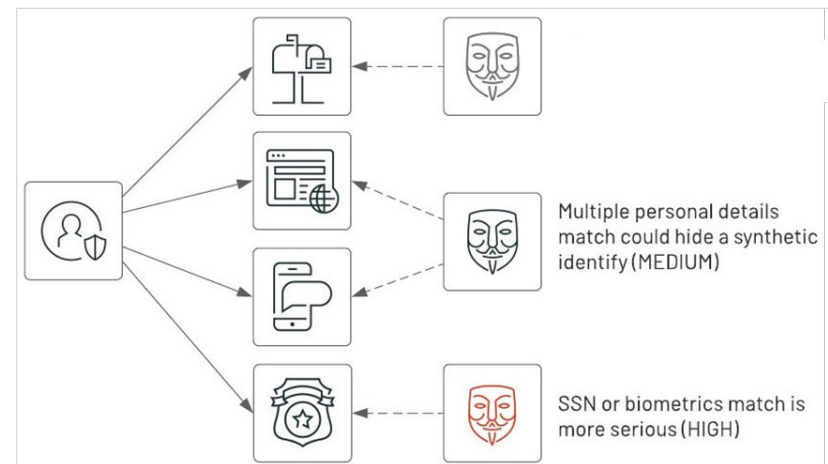 Multiple personal details
match could hide a synthetic
identify (MEDIUM)
SSN or biometrics match is
more serious (HIGH)